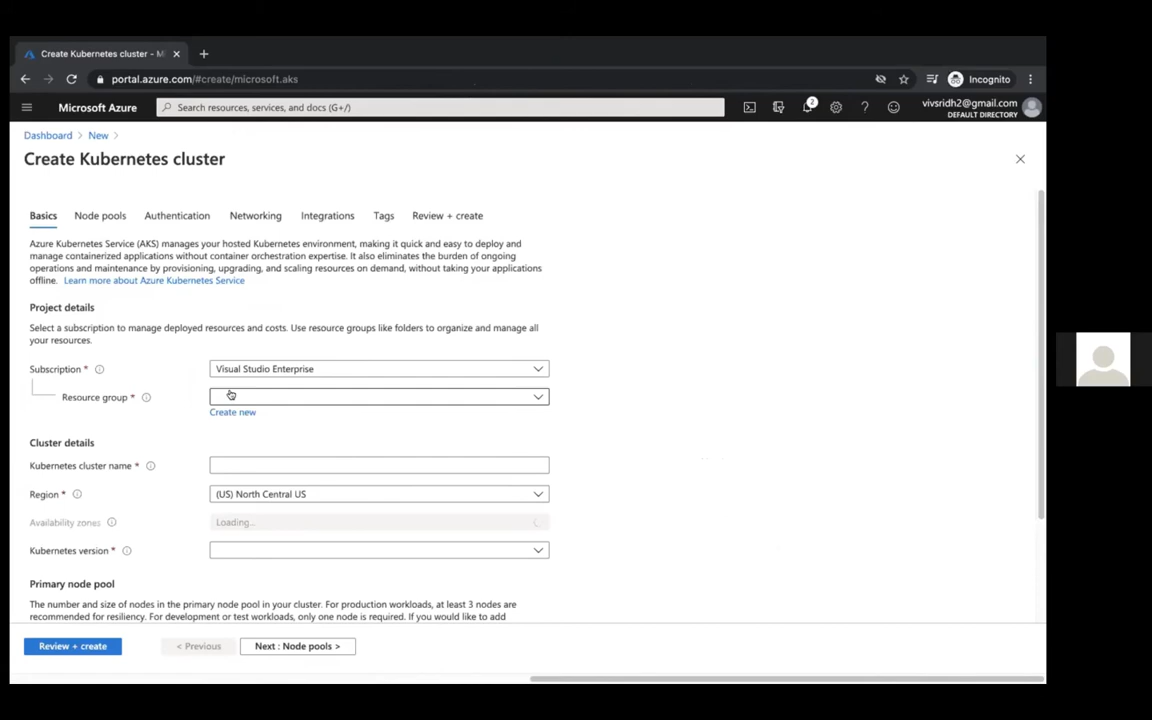 Create Kubernetes cluster - M
portal.azure.com/#create/microsoft.aks
Incognito
Microsoft Azure
Search resources, services, and docs (G+/)
2
vivsridh2@gmail.com
DEFAULT DIRECTORY
Dashboard > New >
Create Kubernetes cluster
Basics Node pools Authentication Networking Integrations Tags Review + create
Azure Kubernetes Service (AKS) manages your hosted Kubernetes environment, making it quick and easy to deploy and
manage containerized applications without container orchestration expertise. It also eliminates the burden of ongoing
operations and maintenance by provisioning, upgrading, and scaling resources on demand, without taking your applications
offline. Learn more about Azure Kubernetes Service
Project details
Select a subscription to manage deployed resources and costs. Use resource groups like folders to organize and manage all
your resources.
Subscription * Visual Studio Enterprise
Resource group *
Create new
Cluster details
Kubernetes cluster name *
Region * (US) North Central US
Availability zones Loading...
Kubernetes version *
Primary node pool
The number and size of nodes in the primary node pool in your cluster. For production workloads, at least 3 nodes are
recommended for resiliency. For development or test workloads, only one node is required. If you would like to add
Review + create < Previous Next : Node pools >